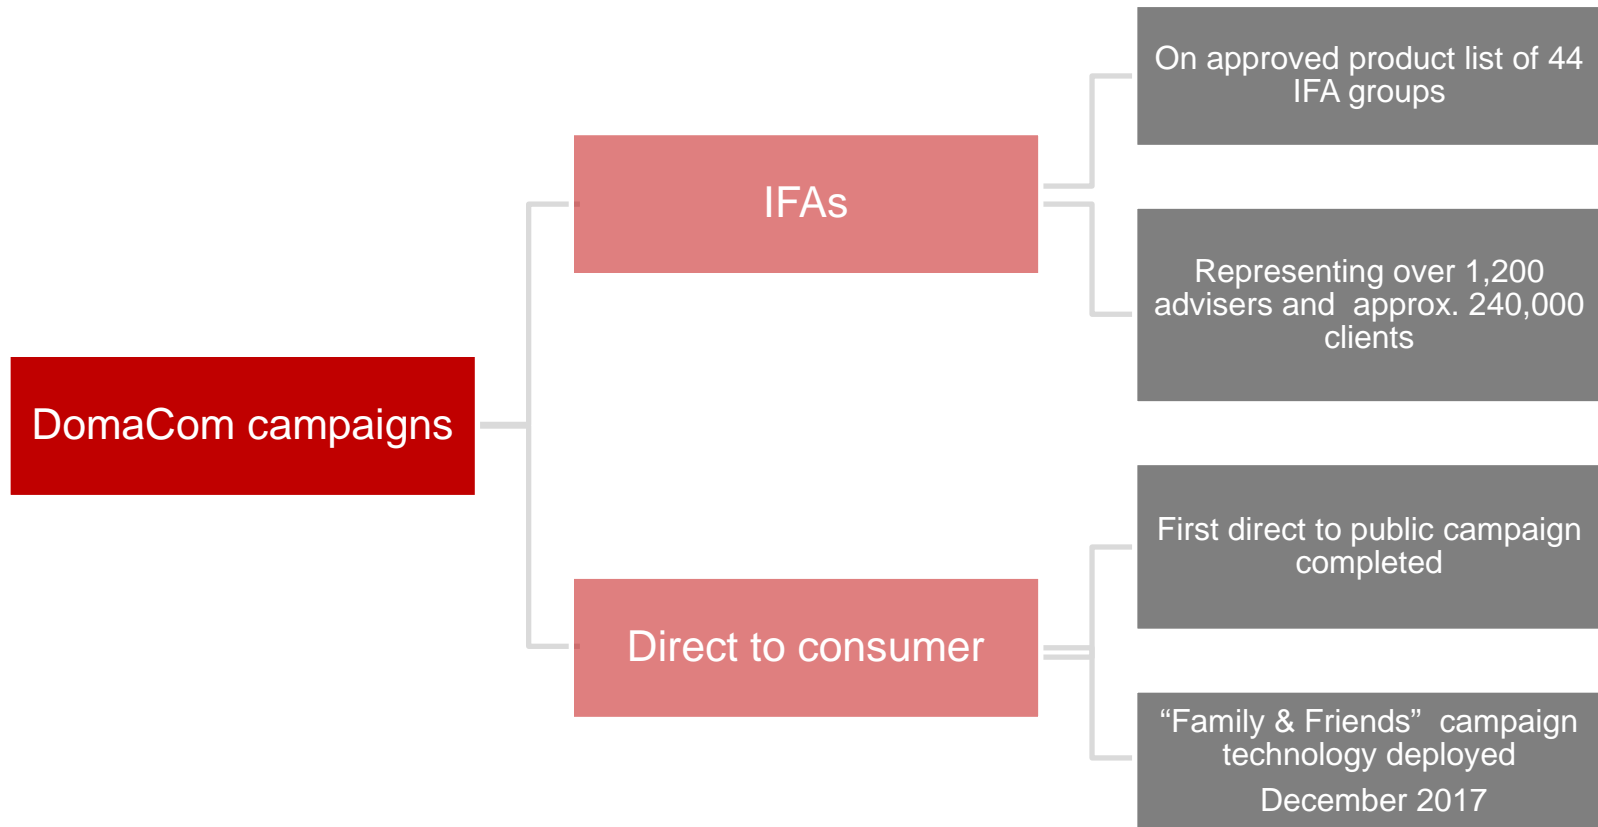 DomaCom campaigns
IFAs
On approved product list of 44
IFA groups
Representing over 1,200
advisers and approx. 240,000
clients
Direct to consumer
First direct to public campaign
completed
“Family & Friends” campaign
technology deployed
December 2017